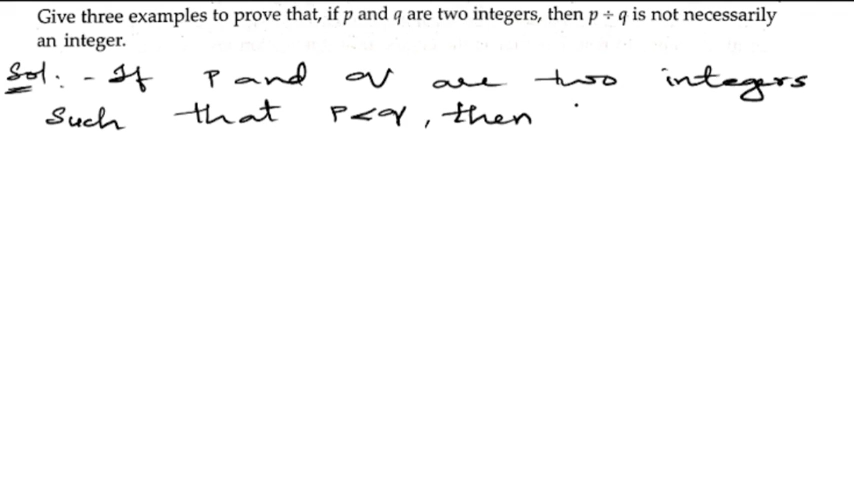 Give three examples to prove that, if p and q are two integers, then p ÷ q is not necessarily
an integer.
Sol: - If P and q are two integers
Such that P<q, then